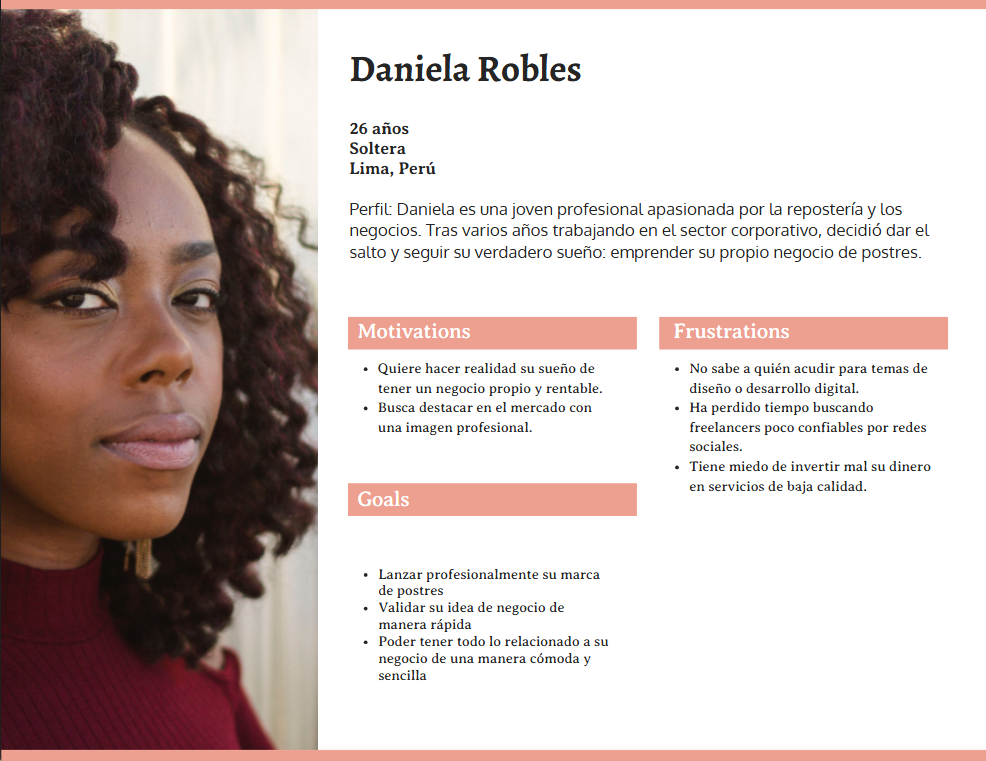 Daniela Robles
26 años
Soltera
Lima, Perú
Perfil: Daniela es una joven profesional apasionada por la repostería y los
negocios. Tras varios años trabajando en el sector corporativo, decidió dar el
salto y seguir su verdadero sueño: emprender su propio negocio de postres.
Motivations
• Quiere hacer realidad su sueño de
tener un negocio propio y rentable.
• Busca destacar en el mercado con
una imagen profesional.
Goals
• Lanzar profesionalmente su marca
de postres
• Validar su idea de negocio de
manera rápida
• Poder tener todo lo relacionado a su
negocio de una manera cómoda y
sencilla
Frustrations
• No sabe a quién acudir para temas de
diseño o desarrollo digital.
• Ha perdido tiempo buscando
freelancers poco confiables por redes
sociales.
• Tiene miedo de invertir mal su dinero
en servicios de baja calidad.